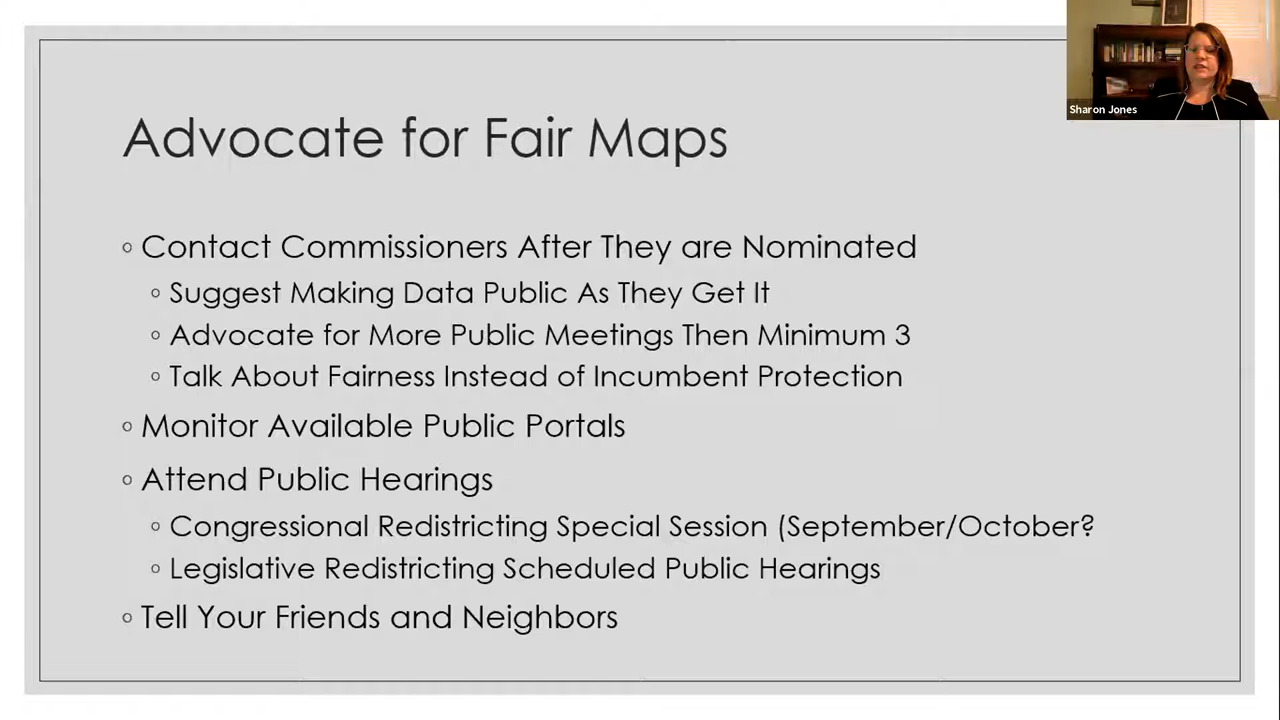 Advocate for Fair Maps
Sharon Jones
◦ Contact Commissioners After They are Nominated
◦ Suggest Making Data Public As They Get It
◦ Advocate for More Public Meetings Then Minimum 3
◦ Talk About Fairness Instead of Incumbent Protection
◦ Monitor Available Public Portals
◦ Attend Public Hearings
◦ Congressional Redistricting Special Session (September/October?
◦ Legislative Redistricting Scheduled Public Hearings
◦ Tell Your Friends and Neighbors